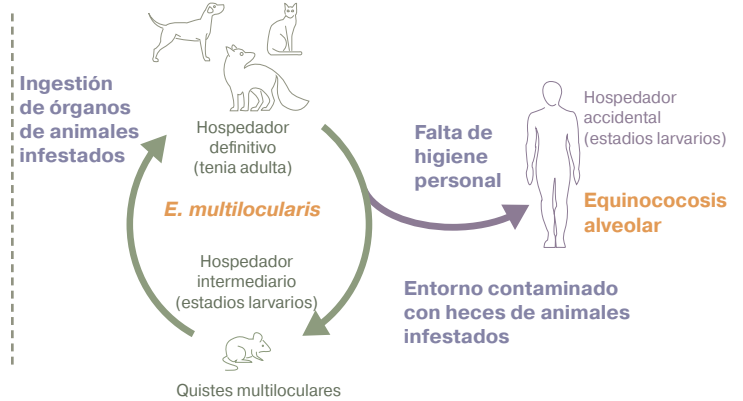 Ingestión
de órganos
de animales
infestados
Hospedador
definitivo
(tenia adulta)
E. multilocularis
Hospedador
intermediario
(estadios larvarios)
Quistes multiloculares
Falta de
higiene
personal
Entorno contaminado
con heces de animales
infestados
Hospedador
accidental
(estadios larvarios)
Equinococosis
alveolar